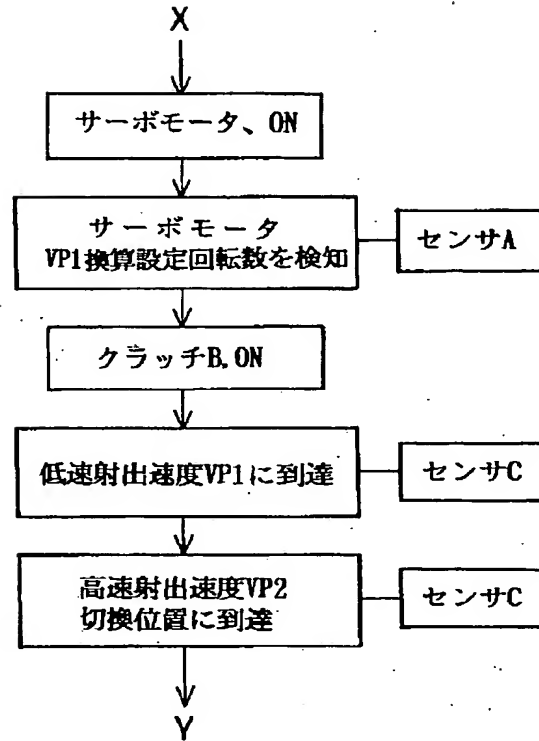 X
サーボモータ、ON
サーボモータ
VP1換算設定回転数を検知
センサA
クラッチB.ON
低速射出速度VP1に到達
センサC
高速射出速度VP2
切換位置に到達
センサC
Y